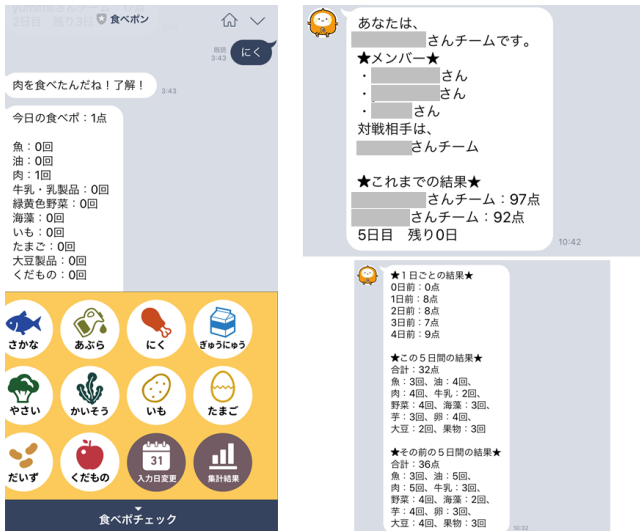 2日目 残り3日
食べポン
にく
既読
3:43
肉を食べたんだね！了解！
3:43
今日の食べポ：1点
魚：0回
油：0回
肉：1回
牛乳・乳製品：0回
緑黄色野菜：0回
海藻：0回
いも：0回
たまご：0回
大豆製品：0回
くだもの：0回
さかな
あぶら
にく
ぎゅうにゅう
やさい
かいそう
いも
たまご
だいず
くだもの
31
入力日変更
集計結果
食べポチェック
あなたは、
さんチームです。
★メンバー★
・ さん
・ さん
・ さん
対戦相手は、
さんチーム
★これまでの結果★
さんチーム：97点
さんチーム：92点
5日目 残り0日
10:42
★１日ごとの結果★
0日前：0点
1日前：8点
2日前：8点
3日前：7点
4日前：9点
★この５日間の結果★
合計：32点
魚：3回、油：4回、
肉：4回、牛乳：2回、
野菜：4回、海藻：3回、
芋：3回、卵：4回、
大豆：2回、果物：3回
★その前の５日間の結果★
合計：36点
魚：3回、油：5回、
肉：5回、牛乳：3回、
野菜：4回、海藻：2回、
芋：4回、卵：3回、
大豆：4回、果物：3回